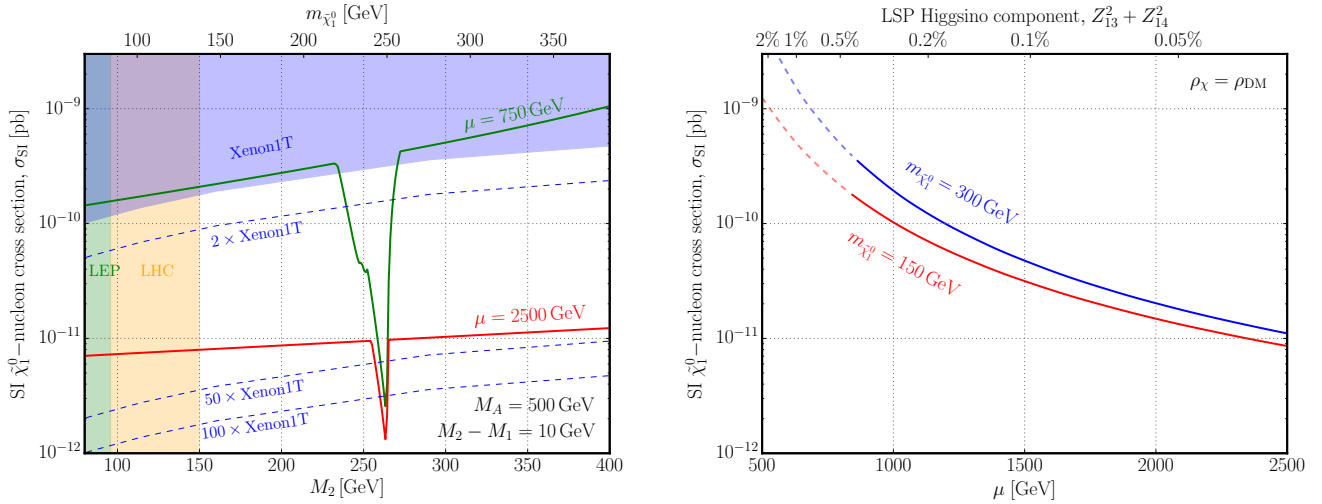 m_{χ̃₁⁰} [GeV]
100 150 200 250 300 350
SI χ̃₁⁰−nucleon cross section, σ_SI [pb]
10⁻⁹
10⁻¹⁰
10⁻¹¹
10⁻¹²
μ = 750 GeV
Xenon1T
2 × Xenon1T
LEP
LHC
μ = 2500 GeV
50 × Xenon1T
100 × Xenon1T
M_A = 500 GeV
M₂ − M₁ = 10 GeV
100 150 200 250 300 350 400
M₂ [GeV]
LSP Higgsino component, Z²₁₃ + Z²₁₄
2% 1% 0.5% 0.2% 0.1% 0.05%
SI χ̃₁⁰−nucleon cross section, σ_SI [pb]
10⁻⁹
10⁻¹⁰
10⁻¹¹
10⁻¹²
ρ_χ = ρ_DM
m_{χ̃₁⁰} = 300 GeV
m_{χ̃₁⁰} = 150 GeV
500 1000 1500 2000 2500
μ [GeV]